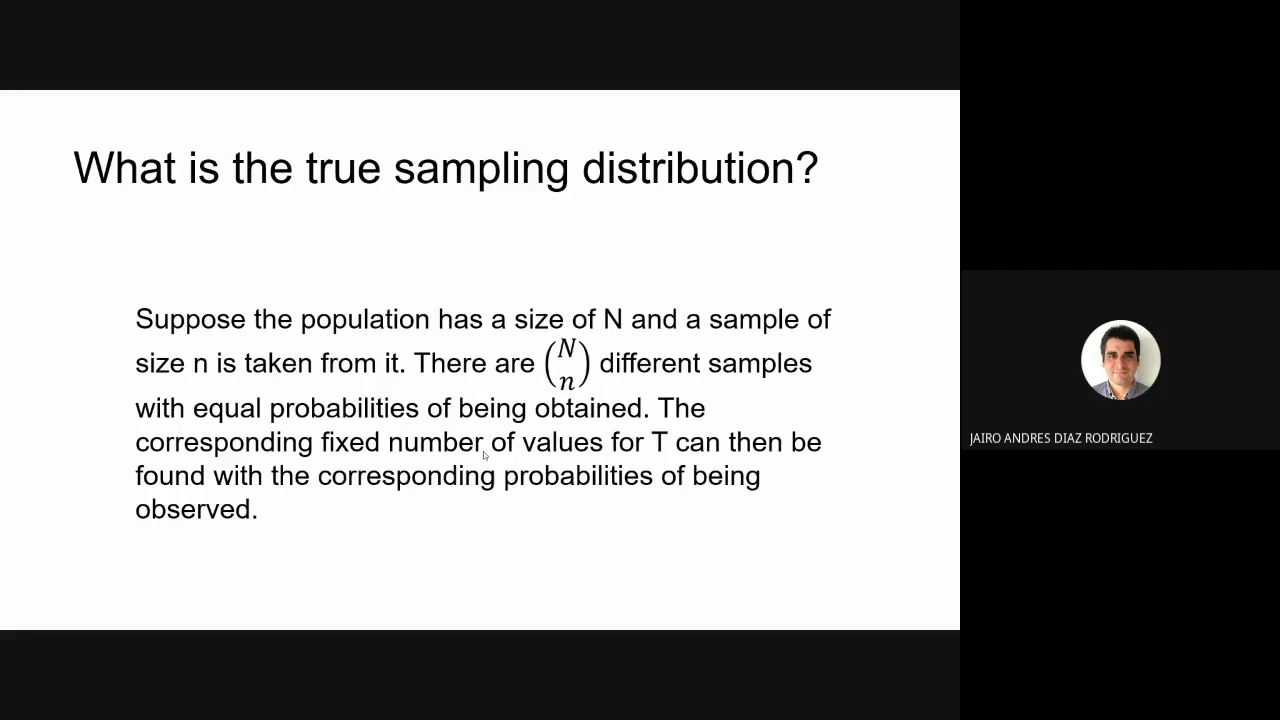 What is the true sampling distribution?
Suppose the population has a size of N and a sample of
size n is taken from it. There are (N n) different samples
with equal probabilities of being obtained. The
corresponding fixed number of values for T can then be
found with the corresponding probabilities of being
observed.
JAIRO ANDRES DIAZ RODRIGUEZ